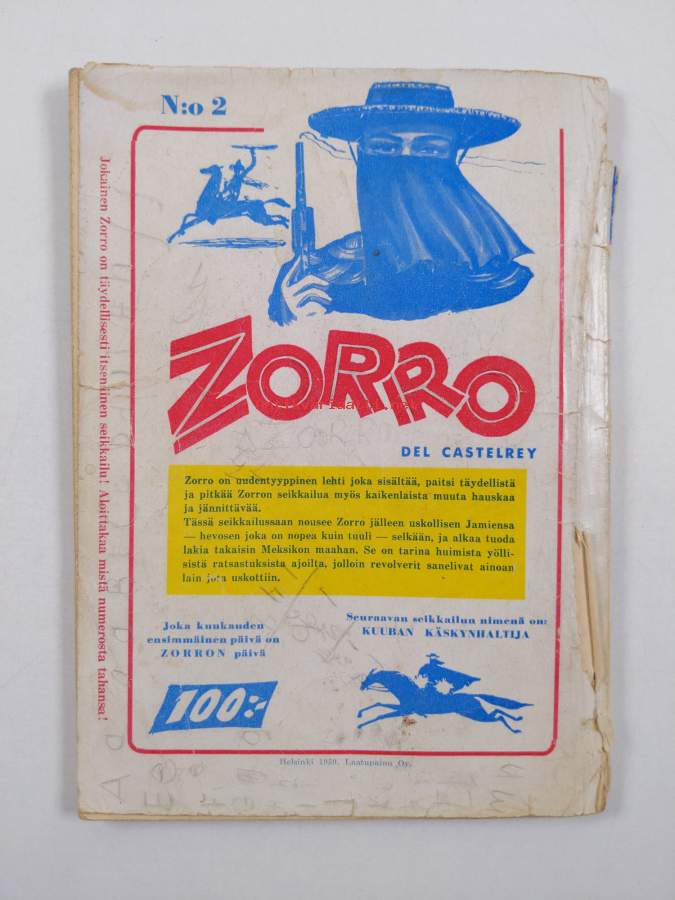 N:o 2
Jokainen Zorro on täydellisesti itsenäinen seikkailu! Aloittakaa mistä numerosta tahansa!
ZORRO
DEL CASTELREY
Zorro on uudentyyppinen lehti joka sisältää, paitsi täydellistä
ja pitkää Zorron seikkailua myös kaikenlaista muuta hauskaa
ja jännittävää.
Tässä seikkailussaan nousee Zorro jälleen uskollisen Jamiensa
— hevosen joka on nopea kuin tuuli — selkään, ja alkaa tuoda
lakia takaisin Meksikon maahan. Se on tarina huimista yölli-
sistä ratsastuksista ajoilta, jolloin revolverit sanelivat ainoan
lain jota uskottiin.
Joka kuukauden
ensimmäinen päivä on
ZORRON päivä
100:-
Seuraavan seikkailun nimenä on:
KUUBAN KÄSKYNHALTIJA
Helsinki 1959. Laatupaino Oy.